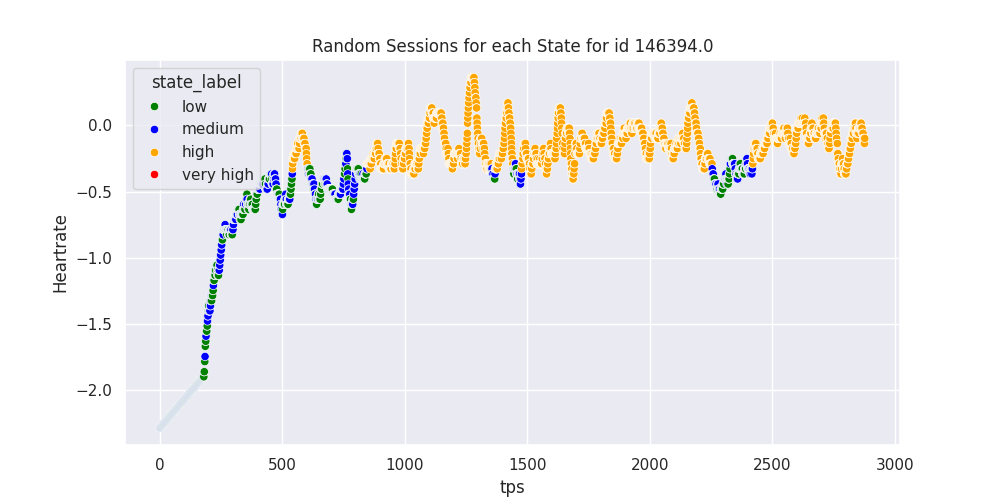 Random Sessions for each State for id 146394.0
state_label
low
medium
high
very high
Heartrate
0.0
−0.5
−1.0
−1.5
−2.0
0 500 1000 1500 2000 2500 3000
tps